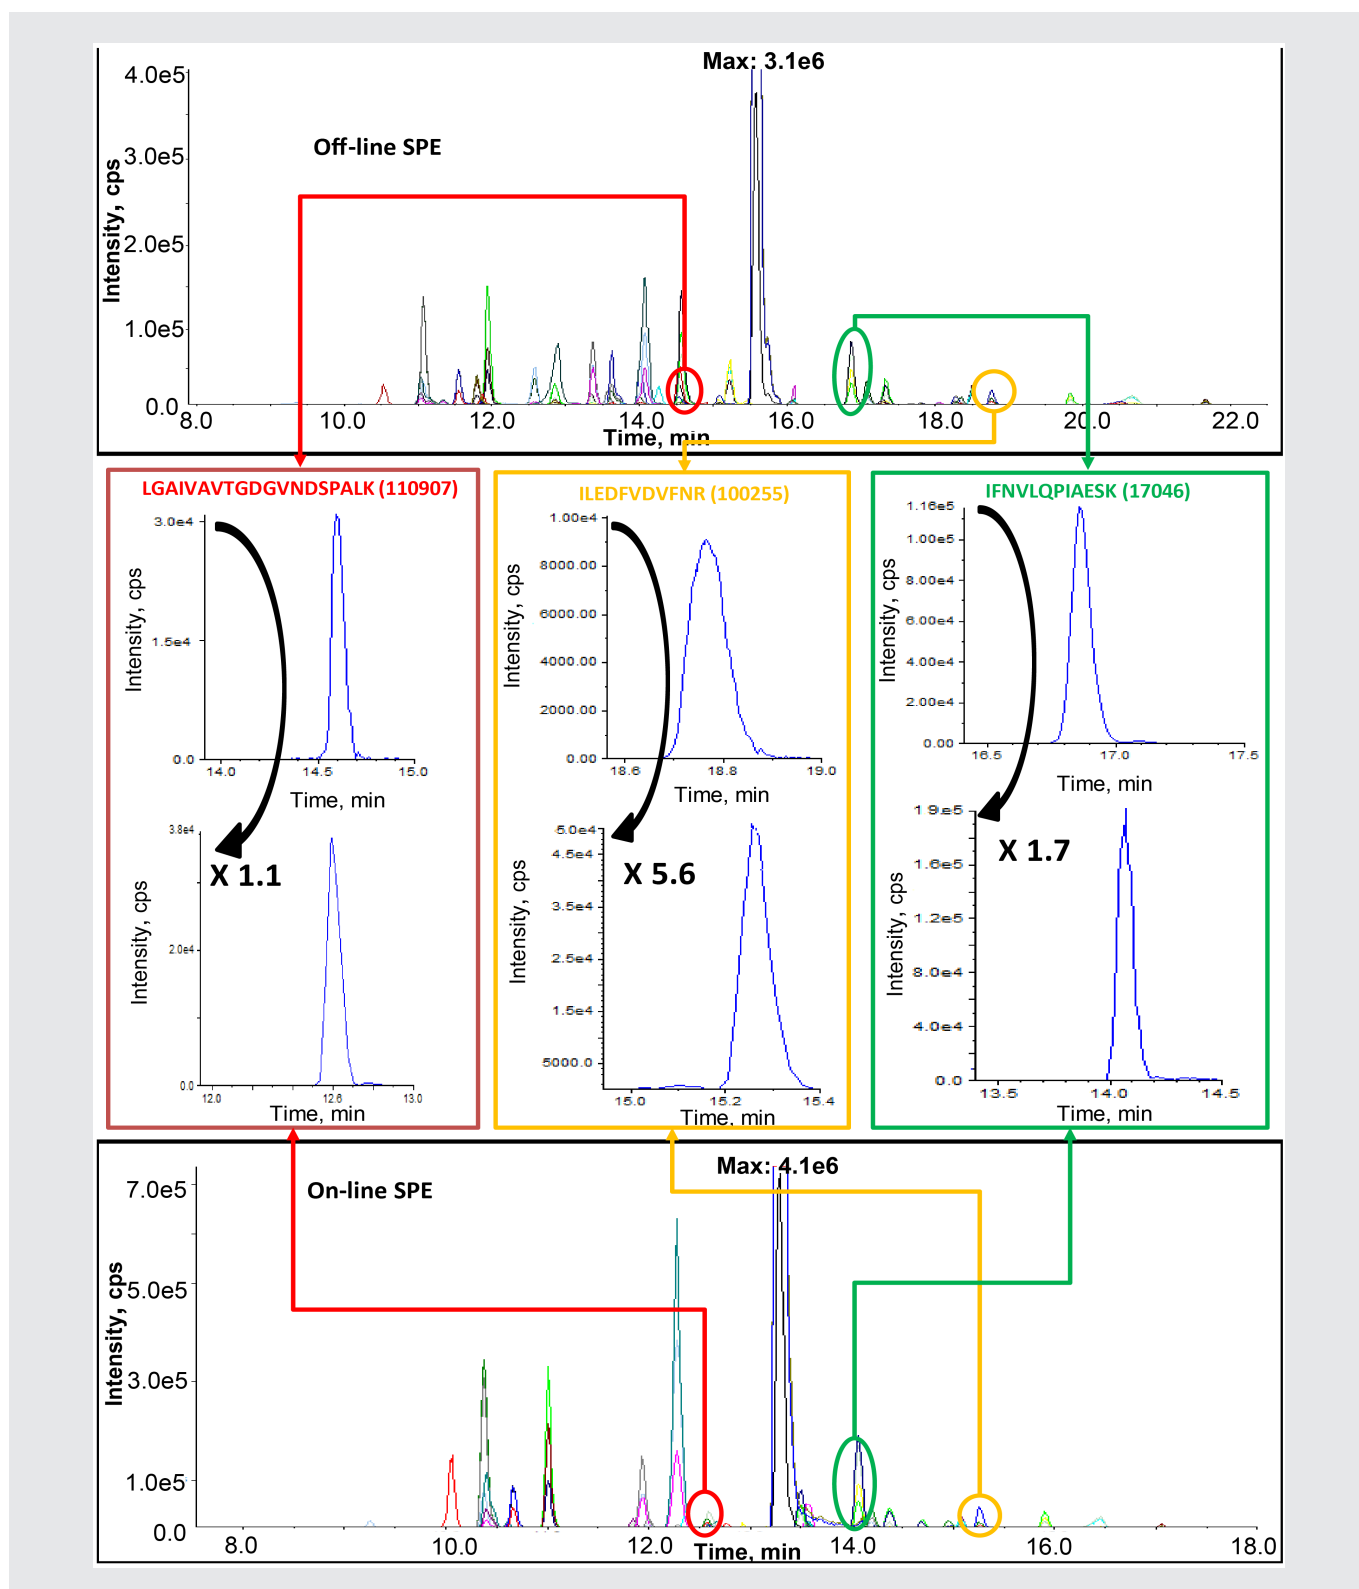 Max: 3.1e6
Off-line SPE
Intensity, cps
4.0e5
3.0e5
2.0e5
1.0e5
0.0
8.0 10.0 12.0 14.0 16.0 18.0 20.0 22.0
Time, min
LGAIVAVTGDGVNDSPALK (110907)
Intensity, cps
3.0e4
1.5e4
0.0
14.0 14.5 15.0
Time, min
X 1.1
Intensity, cps
3.8e4
2.0e4
0.0
12.0 12.6 13.0
Time, min
ILEDFVDVFNR (100255)
Intensity, cps
1.00e4
8000.00
6000.00
4000.00
2000.00
0.00
18.6 18.8 19.0
Time, min
X 5.6
Intensity, cps
5.0e4
4.5e4
3.5e4
2.5e4
1.5e4
5000.0
15.0 15.2 15.4
Time, min
IFNVLQPIAESK (17046)
Intensity, cps
1.16e5
1.00e5
8.00e4
6.00e4
4.00e4
2.00e4
0.00
16.5 17.0 17.5
Time, min
X 1.7
Intensity, cps
1.9e5
1.6e5
1.2e5
8.0e4
4.0e4
0.0
13.5 14.0 14.5
Time, min
Max: 4.1e6
On-line SPE
Intensity, cps
7.0e5
5.0e5
3.0e5
1.0e5
0.0
8.0 10.0 12.0 14.0 16.0 18.0
Time, min